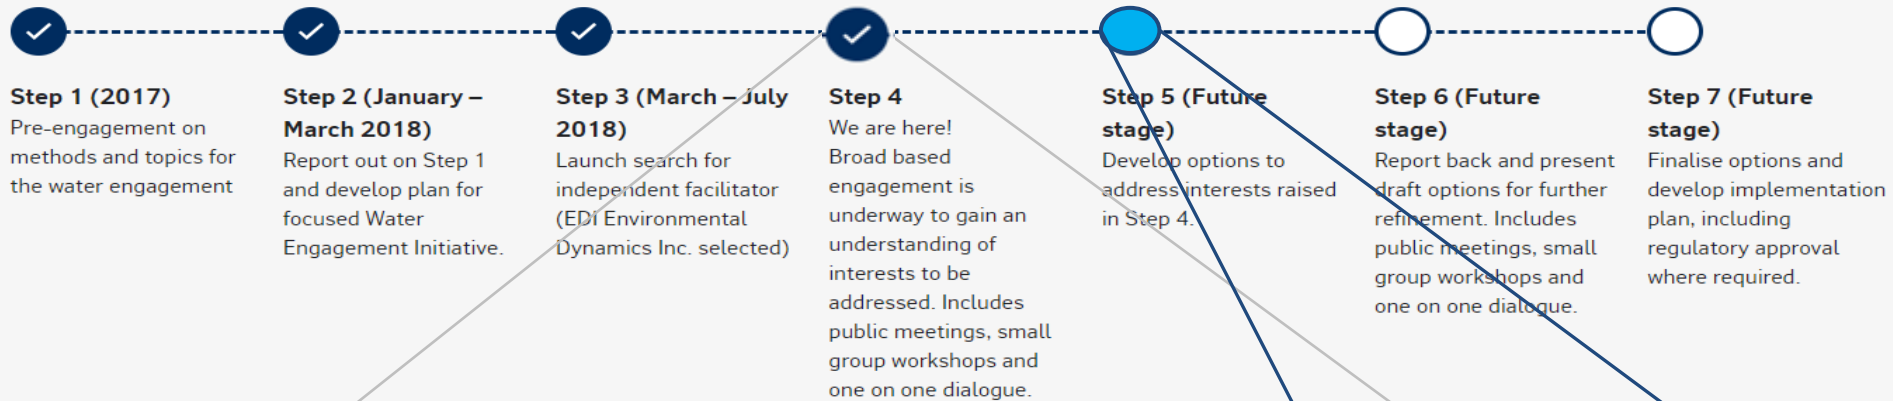 Step 1 (2017)
Pre-engagement on
methods and topics for
the water engagement
Step 2 (January –
March 2018)
Report out on Step 1
and develop plan for
focused Water
Engagement Initiative.
Step 3 (March – July
2018)
Launch search for
independent facilitator
(EDI Environmental
Dynamics Inc. selected)
Step 4
We are here!
Broad based
engagement is
underway to gain an
understanding of
interests to be
addressed. Includes
public meetings, small
group workshops and
one on one dialogue.
Step 5 (Future
stage)
Develop options to
address interests raised
in Step 4.
Step 6 (Future
stage)
Report back and present
draft options for further
refinement. Includes
public meetings, small
group workshops and
one on one dialogue.
Step 7 (Future
stage)
Finalise options and
develop implementation
plan, including
regulatory approval
where required.